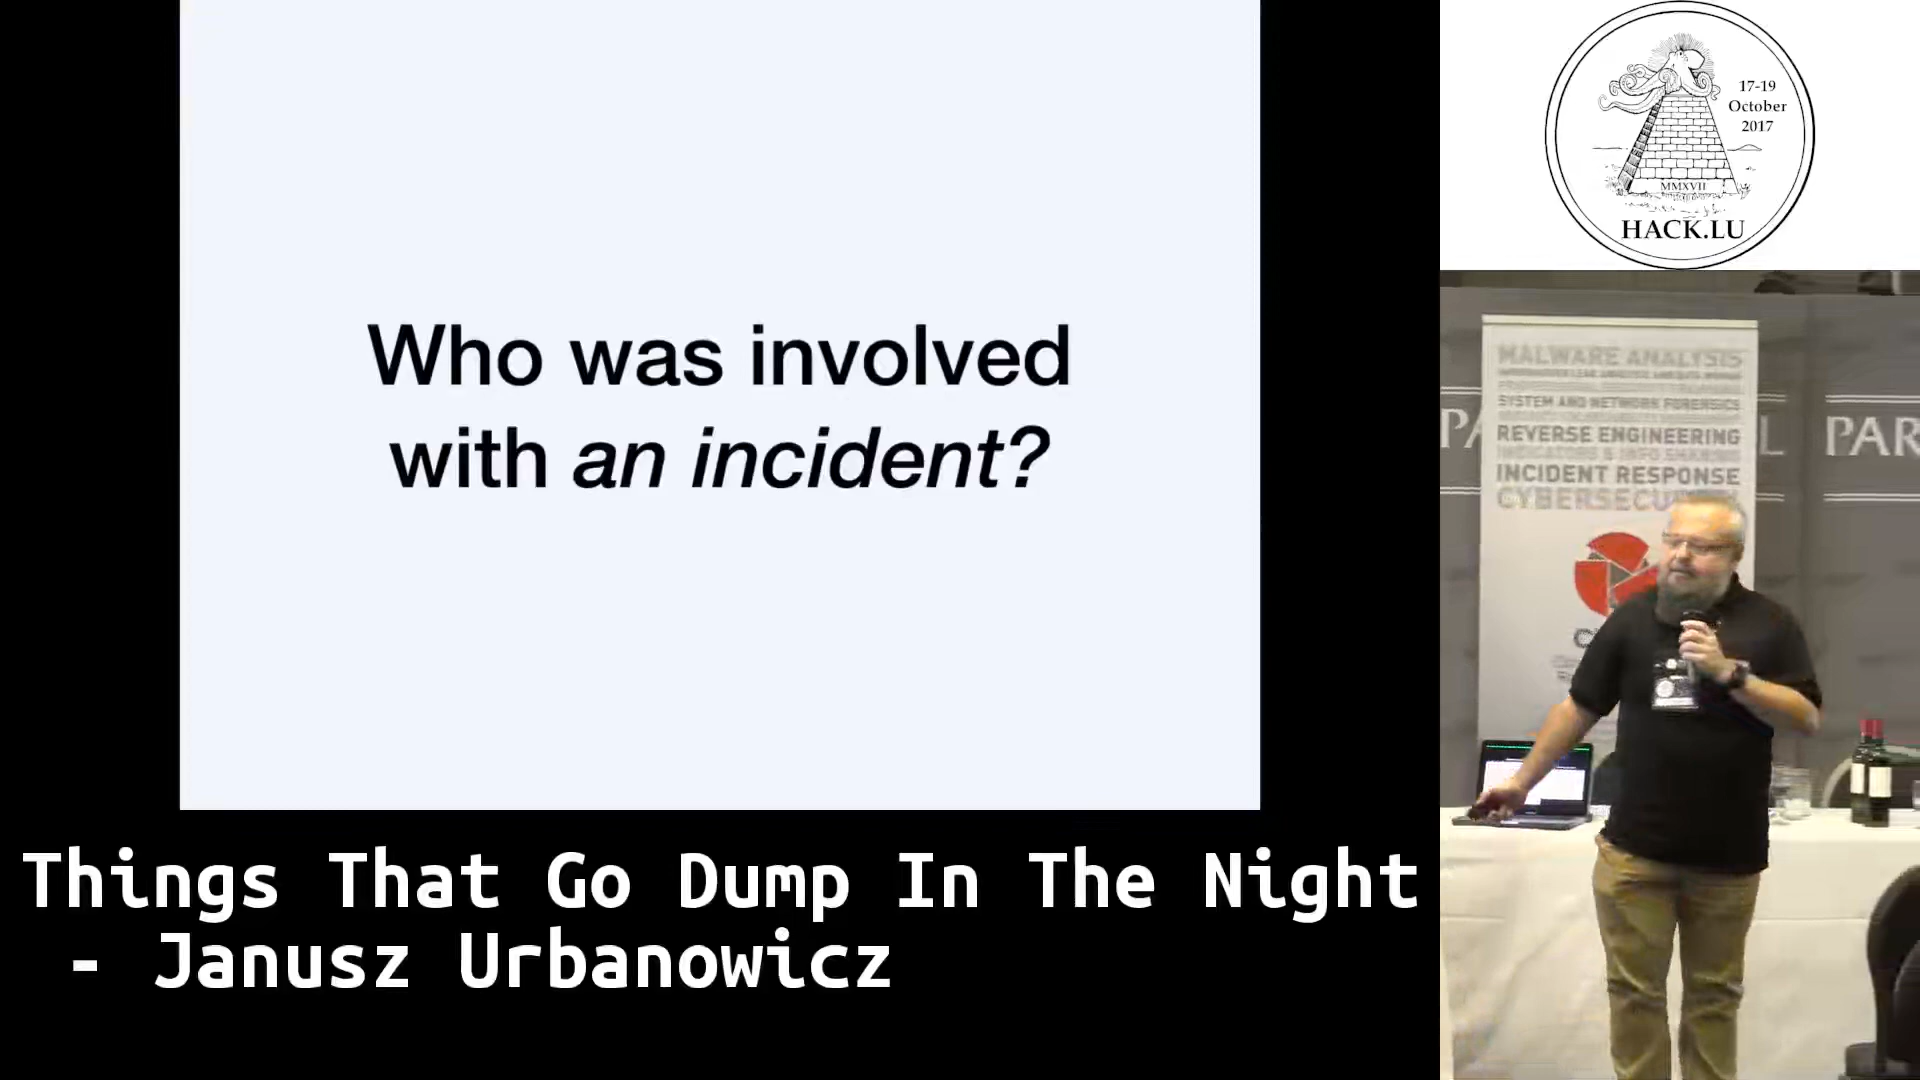 Who was involved
with an incident?
17-19
October
2017
MMXVII
HACK.LU
MALWARE ANALYSIS
SYSTEM AND NETWORK FORENSICS
REVERSE ENGINEERING
INCIDENT RESPONSE
PAR
Things That Go Dump In The Night
- Janusz Urbanowicz